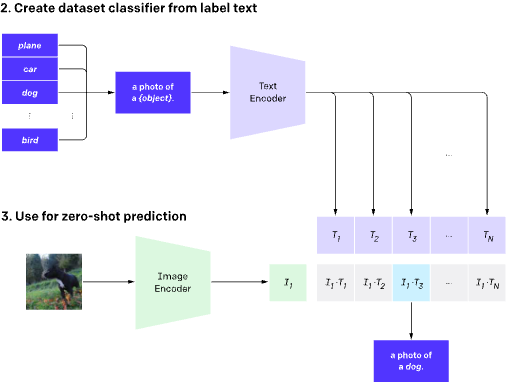 2. Create dataset classifier from label text
plane
car
dog
⋮ ⋮
bird
a photo of
a {object}.
Text
Encoder
...
3. Use for zero-shot prediction
T1 T2 T3 ... TN
Image
Encoder
I1
I1·T1 I1·T2 I1·T3 ... I1·TN
a photo of
a dog.